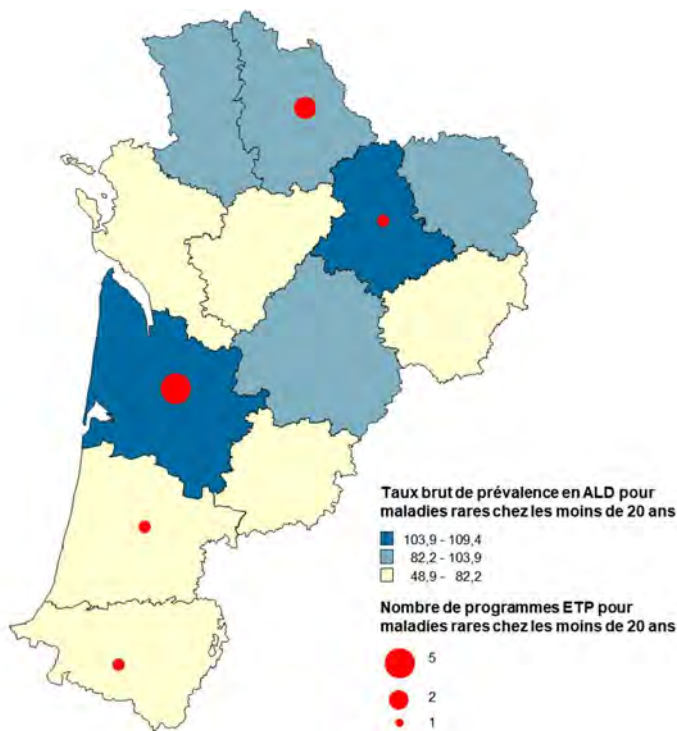 Taux brut de prévalence en ALD pour
maladies rares chez les moins de 20 ans
103,9 - 109,4
82,2 - 103,9
48,9 - 82,2
Nombre de programmes ETP pour
maladies rares chez les moins de 20 ans
5
2
1